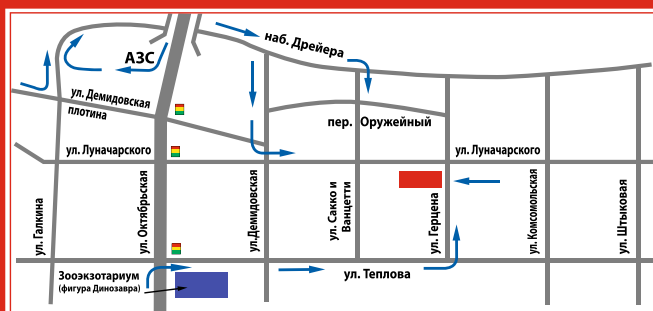 наб. Дрейера
АЗС
ул. Демидовская
плотина
пер. Оружейный
ул. Луначарского
ул. Луначарского
ул. Галкина
ул. Октябрьская
ул.Демидовская
ул. Сакко и
Ванцетти
ул. Герцена
ул. Комсомольская
ул. Штыковая
Зооэкзотариум
(фигура Динозавра)
ул. Теплова